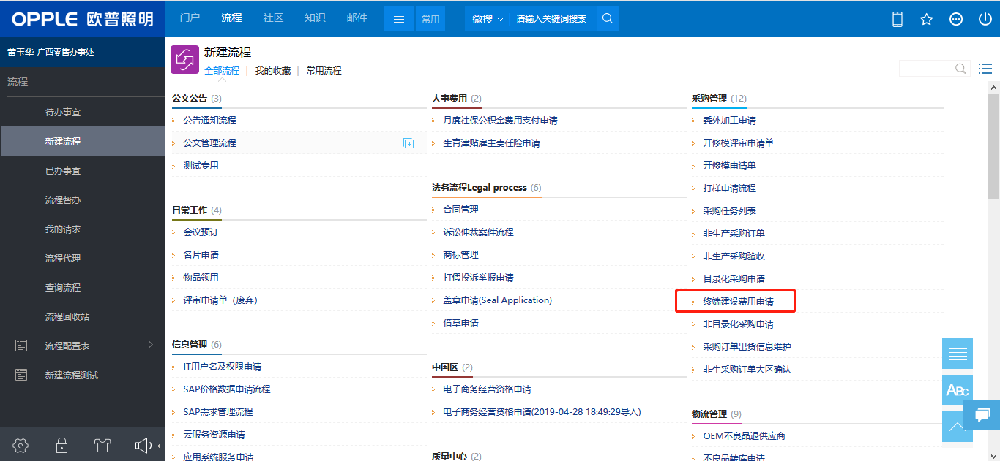 OPPLE 欧普照明
门户 流程 社区 知识 邮件 常用 微搜 请输入关键词搜索
黄玉华 广西零售办事处
流程
待办事宜
新建流程
已办事宜
流程督办
我的请求
流程代理
查询流程
流程回收站
流程配置表
新建流程测试
新建流程
全部流程 | 我的收藏 | 常用流程
公文公告 (3)
公告通知流程
公文管理流程
测试专用
日常工作 (4)
会议预订
名片申请
物品领用
评审申请单（废弃）
信息管理 (6)
IT用户名及权限申请
SAP价格数据申请流程
SAP需求管理流程
云服务资源申请
应用系统服务申请
人事费用 (2)
月度社保公积金费用支付申请
生育津贴雇主责任险申请
法务流程Legal process (6)
合同管理
诉讼仲裁案件流程
商标管理
打假投诉举报申请
盖章申请(Seal Application)
借章申请
中国区 (2)
电子商务经营资格申请
电子商务经营资格申请(2019-04-28 18:49:29导入)
质量中心 (2)
采购管理 (12)
委外加工申请
开修模评审申请单
开修模申请单
打样申请流程
采购任务列表
非生产采购订单
非生产采购验收
目录化采购申请
终端建设费用申请
非目录化采购申请
采购订单出货信息维护
非生采购订单大区确认
物流管理 (9)
OEM不良品退供应商
不良品转库申请
ABC